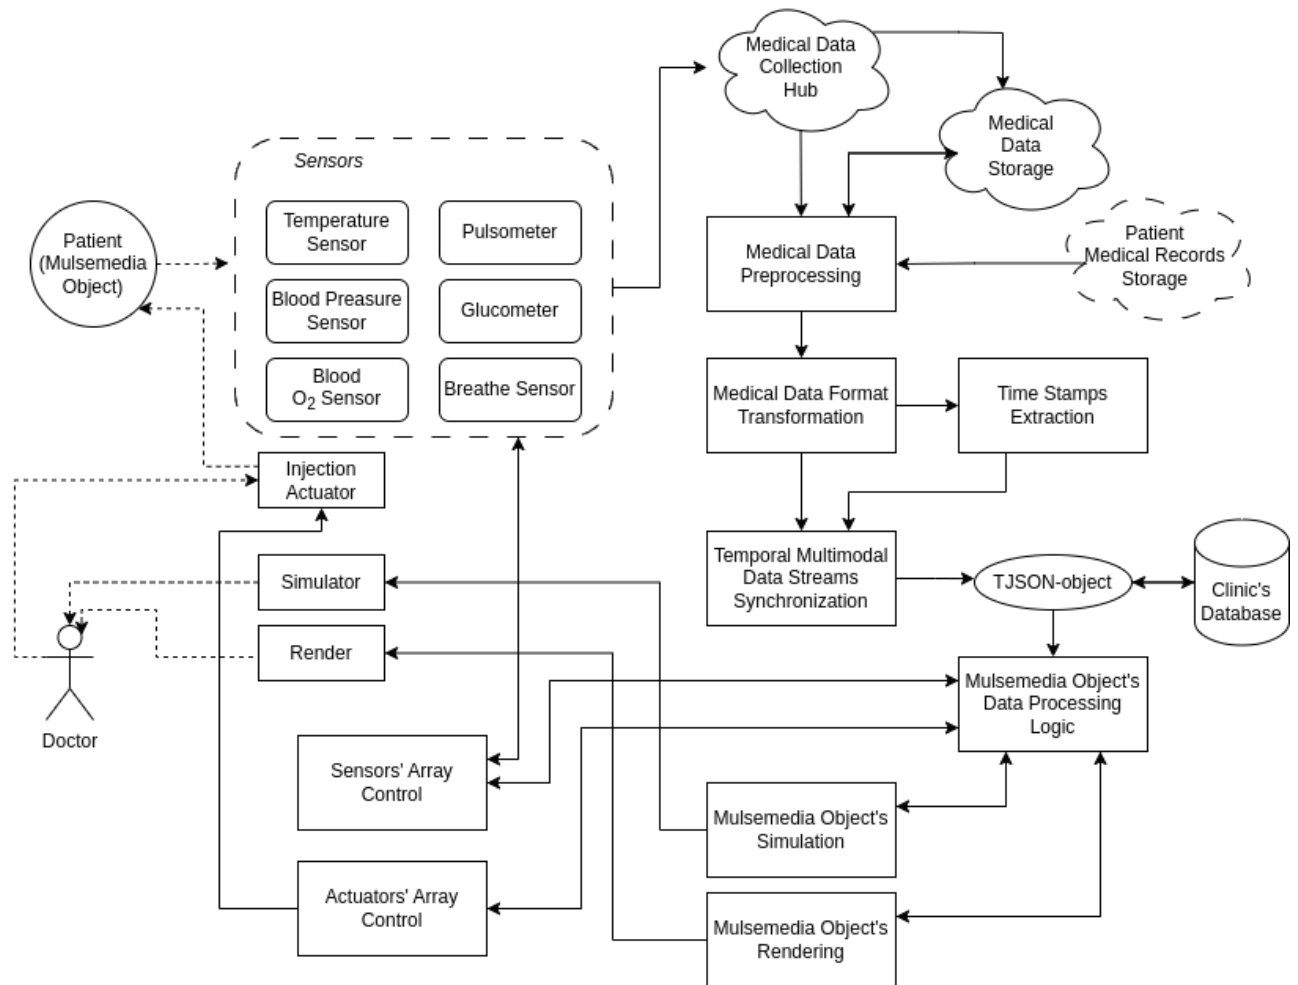 Medical Data
Collection
Hub
Medical
Data
Storage
Sensors
Temperature
Sensor
Pulsometer
Patient
(Mulsemedia
Object)
Medical Data
Preprocessing
Patient
Medical Records
Storage
Blood Preasure
Sensor
Glucometer
Blood
O2 Sensor
Breathe Sensor
Medical Data Format
Transformation
Time Stamps
Extraction
Injection
Actuator
Simulator
Temporal Multimodal
Data Streams
Synchronization
TJSON-object
Clinic's
Database
Render
Doctor
Mulsemedia Object's
Data Processing
Logic
Sensors' Array
Control
Mulsemedia Object's
Simulation
Actuators' Array
Control
Mulsemedia Object's
Rendering